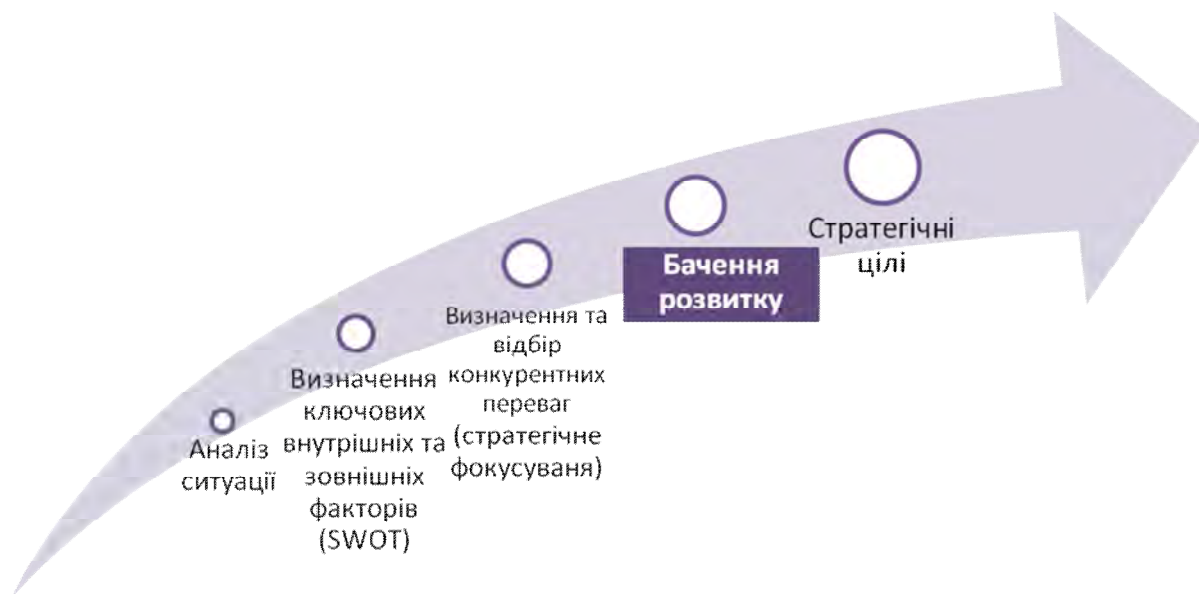 Аналіз
ситуації
Визначення
ключових
внутрішніх та
зовнішніх
факторів
(SWOT)
Визначення та
відбір
конкурентних
переваг
(стратегічне
фокусуваня)
Бачення
розвитку
Стратегічні
цілі